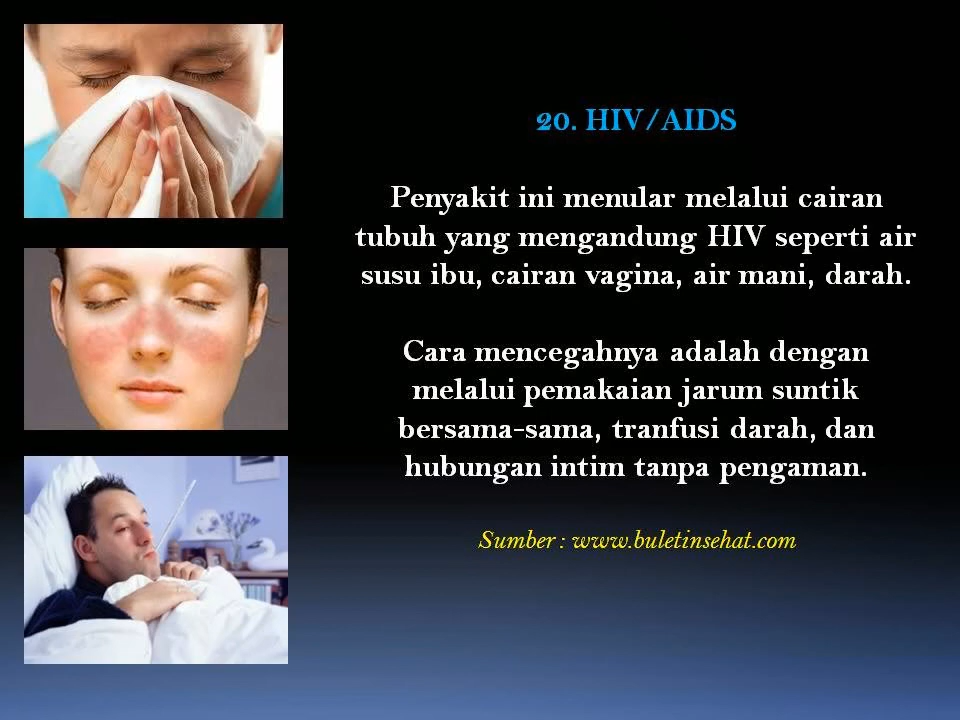 20. HIV/AIDS
Penyakit ini menular melalui cairan
tubuh yang mengandung HIV seperti air
susu ibu, cairan vagina, air mani, darah.
Cara mencegahnya adalah dengan
melalui pemakaian jarum suntik
bersama-sama, tranfusi darah, dan
hubungan intim tanpa pengaman.
Sumber : www.buletinsehat.com